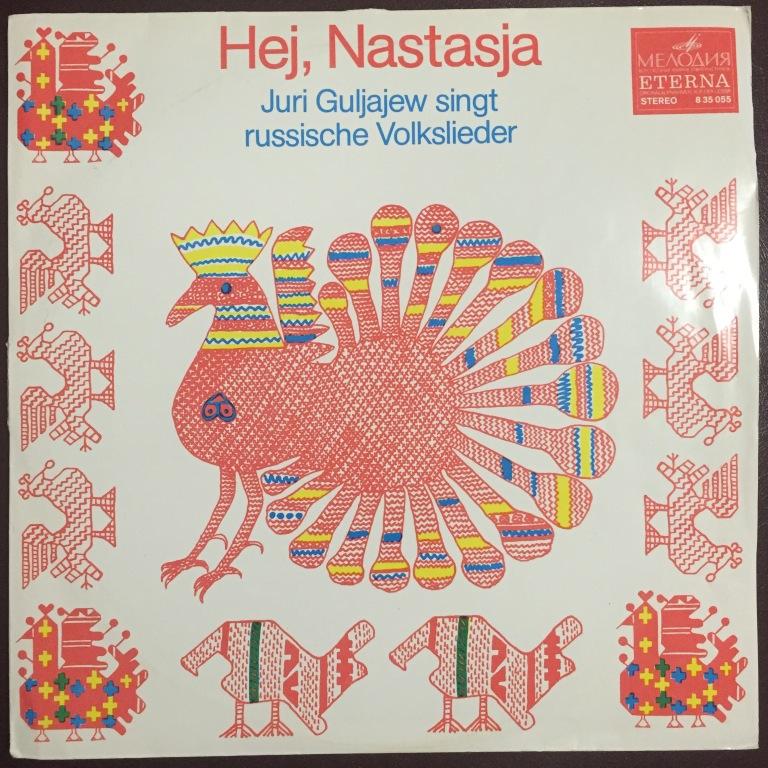 Hej, Nastasja
Juri Guljajew singt
russische Volkslieder
МЕЛОДИЯ
ETERNA
STEREO 8 35 055